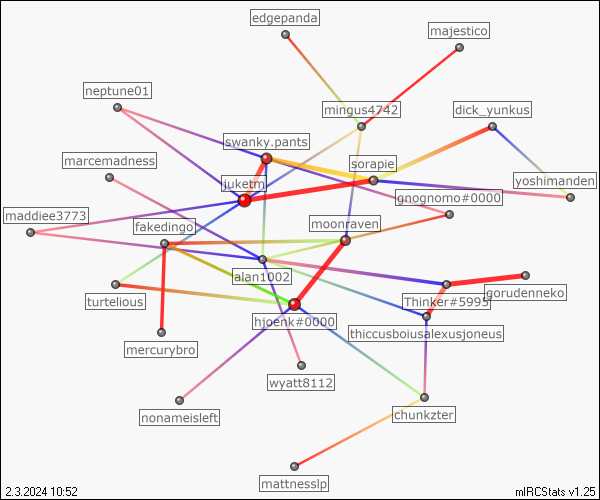 edgepanda
majestico
neptune01
mingus4742
dick_yunkus
swanky.pants
marcemadness
sorapie
juketm
yoshimanden
gnognomo#0000
maddiee3773
fakedingo
moonraven
alan1002
turtelious
Thinker#5995
gorudenneko
hjoenk#0000
thiccusboiusalexusjoneus
mercurybro
wyatt8112
nonameisleft
chunkzter
mattnesslp
2.3.2024 10:52
mIRCStats v1.25